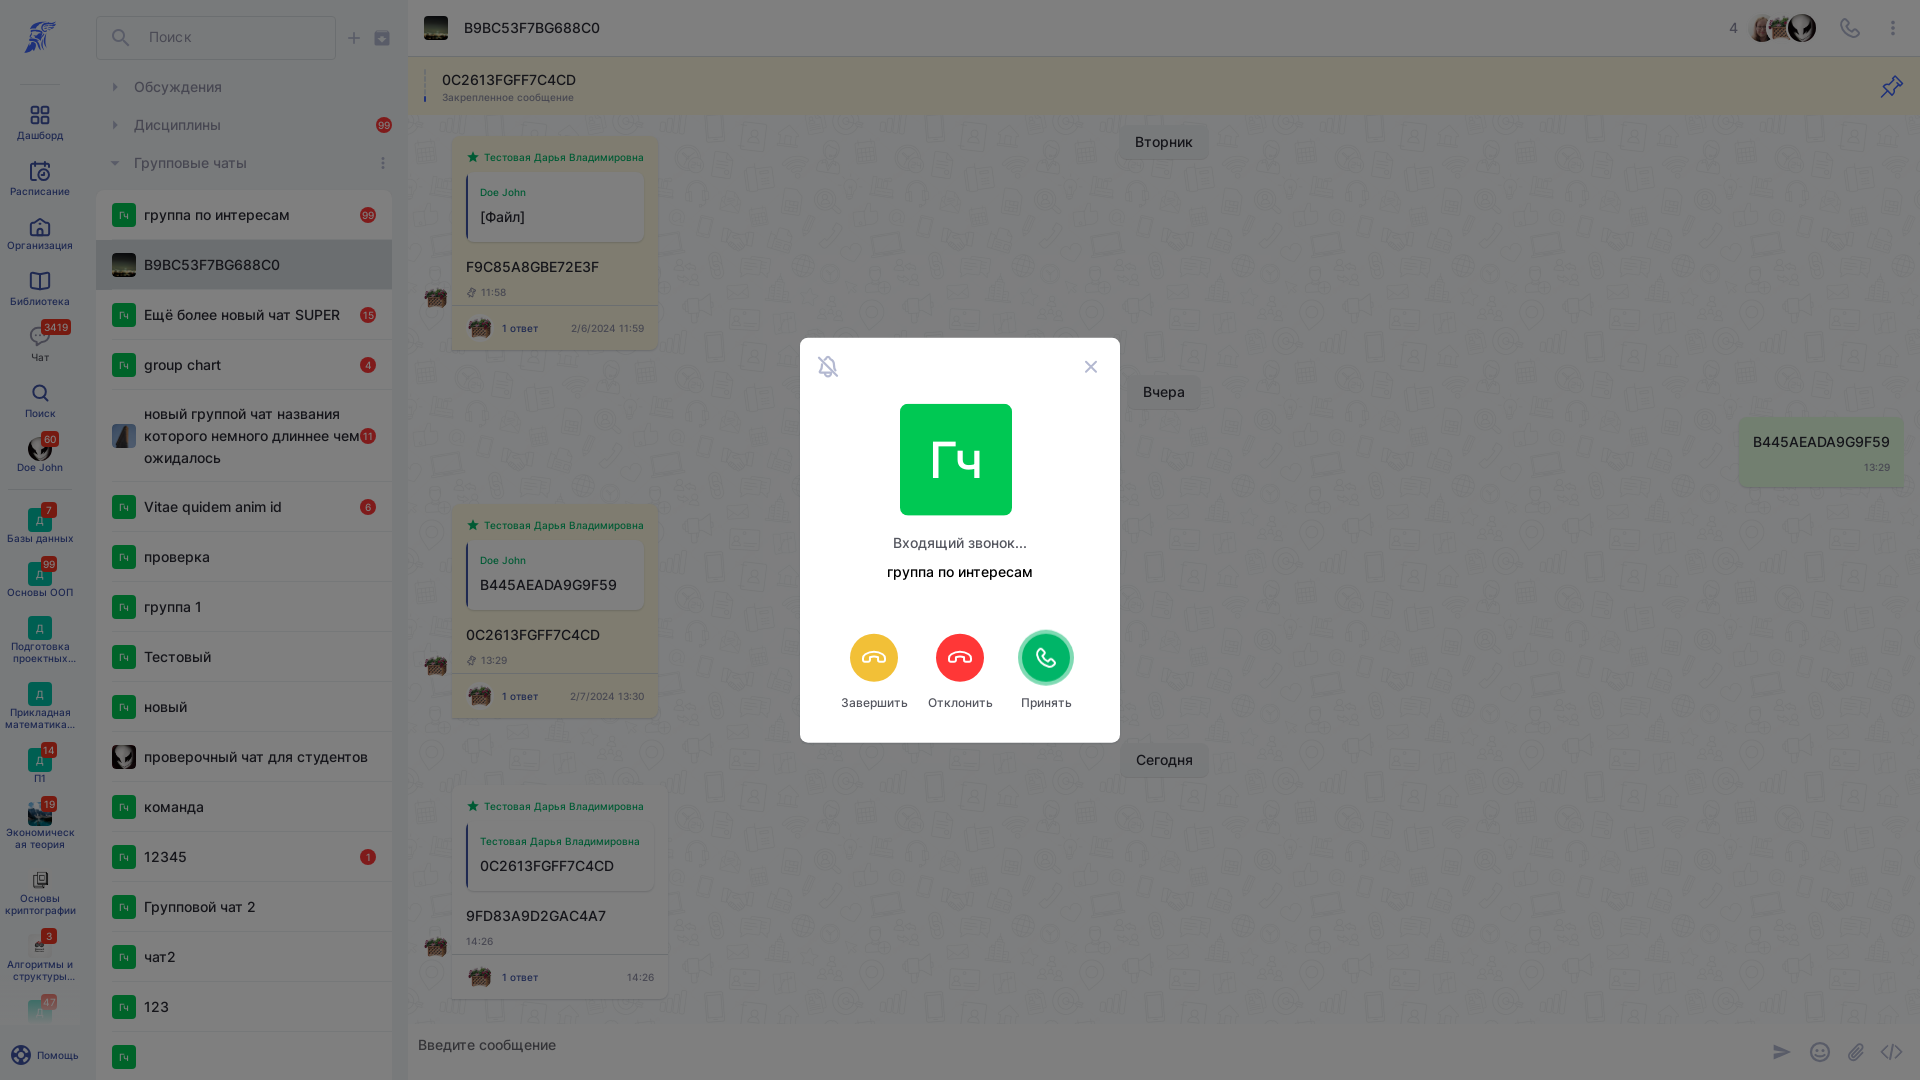 Дашборд
Расписание
Организация
Библиотека
3419
Чат
Поиск
60
Doe John
7
Д
Базы данных
99
Д
Основы ООП
Д
Подготовка
проектных...
Д
Прикладная
математика...
14
Д
П1
19
Экономическ
ая теория
Основы
криптографии
3
Алгоритмы и
структуры...
47
Д
Помощь
Поиск
Обсуждения
Дисциплины
99
Групповые чаты
Гч
группа по интересам
99
B9BC53F7BG688C0
Гч
Ещё более новый чат SUPER
15
Гч
group chart
4
новый группой чат названия
которого немного длиннее чем
ожидалось
11
Гч
Vitae quidem anim id
6
Гч
проверка
Гч
группа 1
Гч
Тестовый
Гч
новый
проверочный чат для студентов
Гч
команда
Гч
12345
1
Гч
Групповой чат 2
Гч
чат2
Гч
123
Гч
B9BC53F7BG688C0
4
0C2613FGFF7C4CD
Закрепленное сообщение
Вторник
Тестовая Дарья Владимировна
Doe John
[Файл]
F9C85A8GBE72E3F
11:58
1 ответ
2/6/2024 11:59
Вчера
B445AEADA9G9F59
13:29
Тестовая Дарья Владимировна
Doe John
B445AEADA9G9F59
0C2613FGFF7C4CD
13:29
1 ответ
2/7/2024 13:30
Сегодня
Тестовая Дарья Владимировна
Тестовая Дарья Владимировна
0C2613FGFF7C4CD
9FD83A9D2GAC4A7
14:26
1 ответ
14:26
Введите сообщение
Гч
Входящий звонок...
группа по интересам
Завершить
Отклонить
Принять